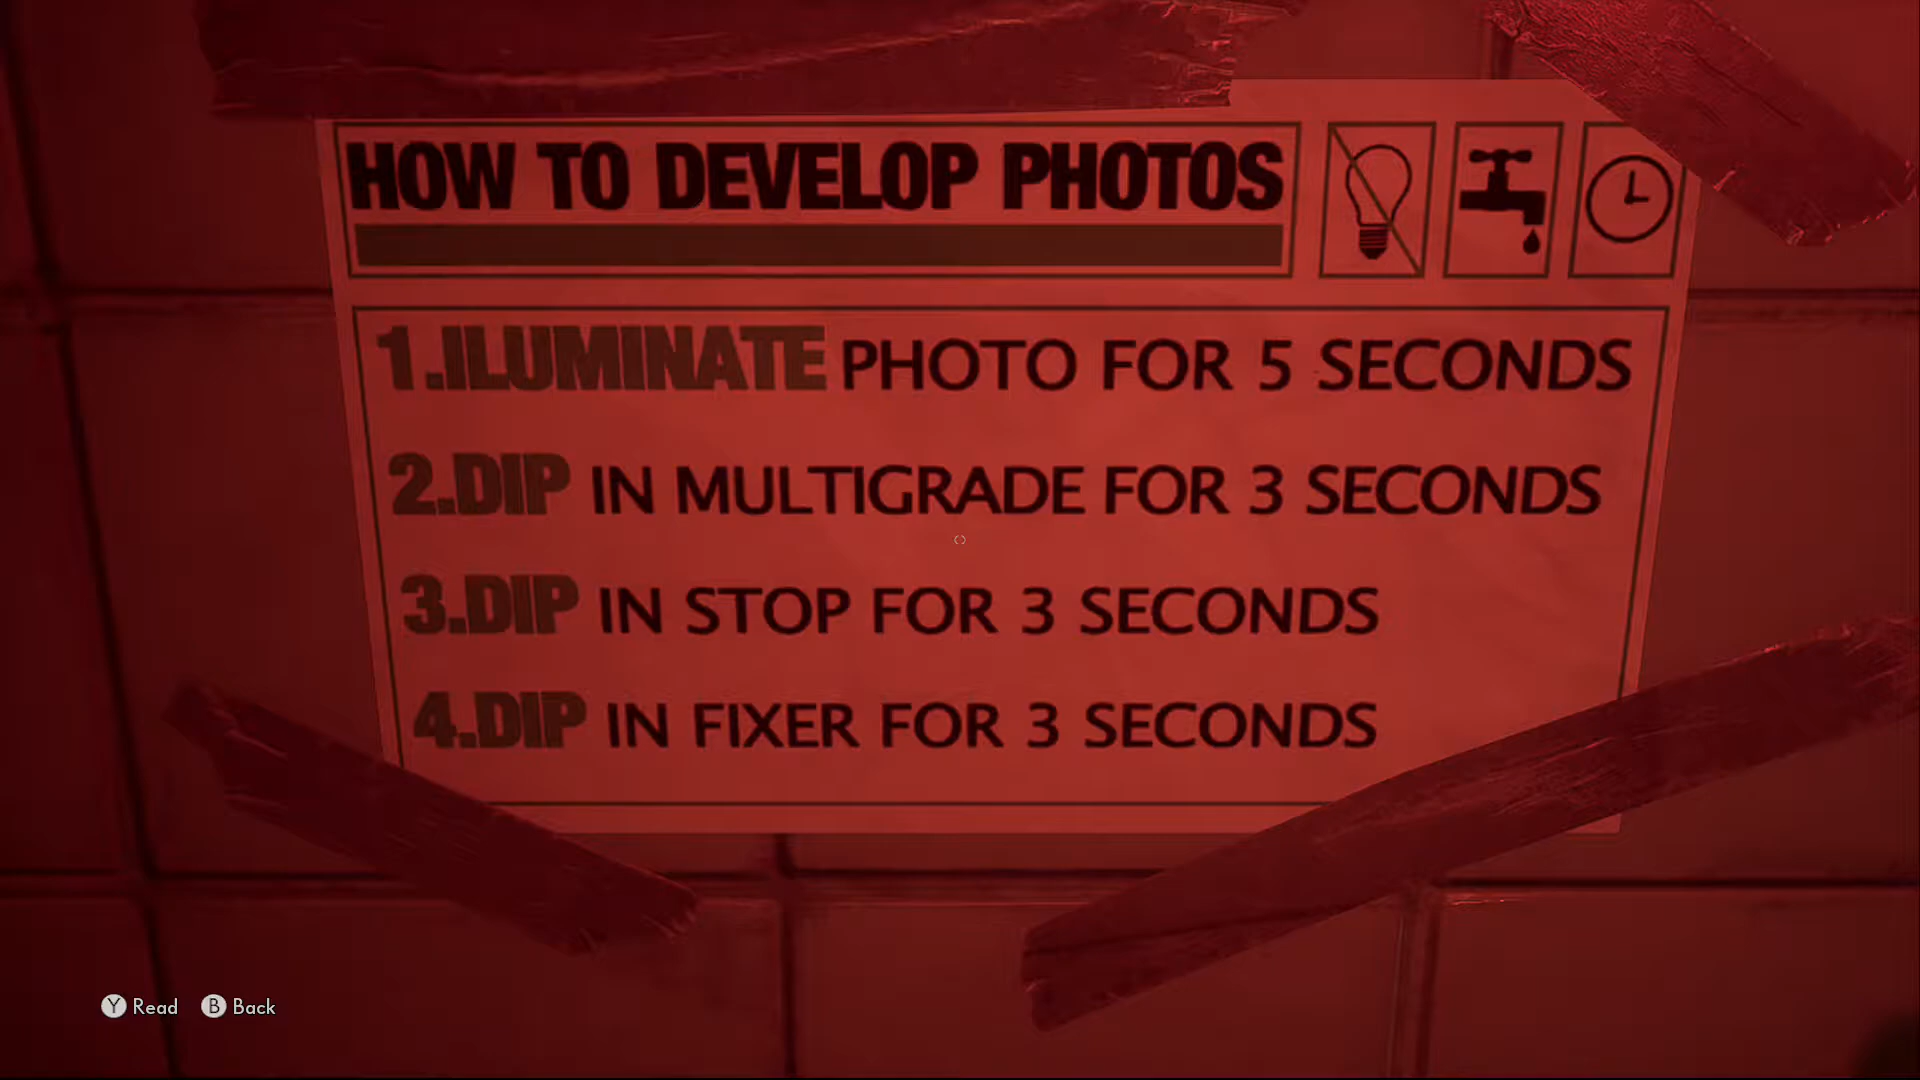 HOW TO DEVELOP PHOTOS
1.ILUMINATE PHOTO FOR 5 SECONDS
2.DIP IN MULTIGRADE FOR 3 SECONDS
3.DIP IN STOP FOR 3 SECONDS
4.DIP IN FIXER FOR 3 SECONDS
Y Read B Back